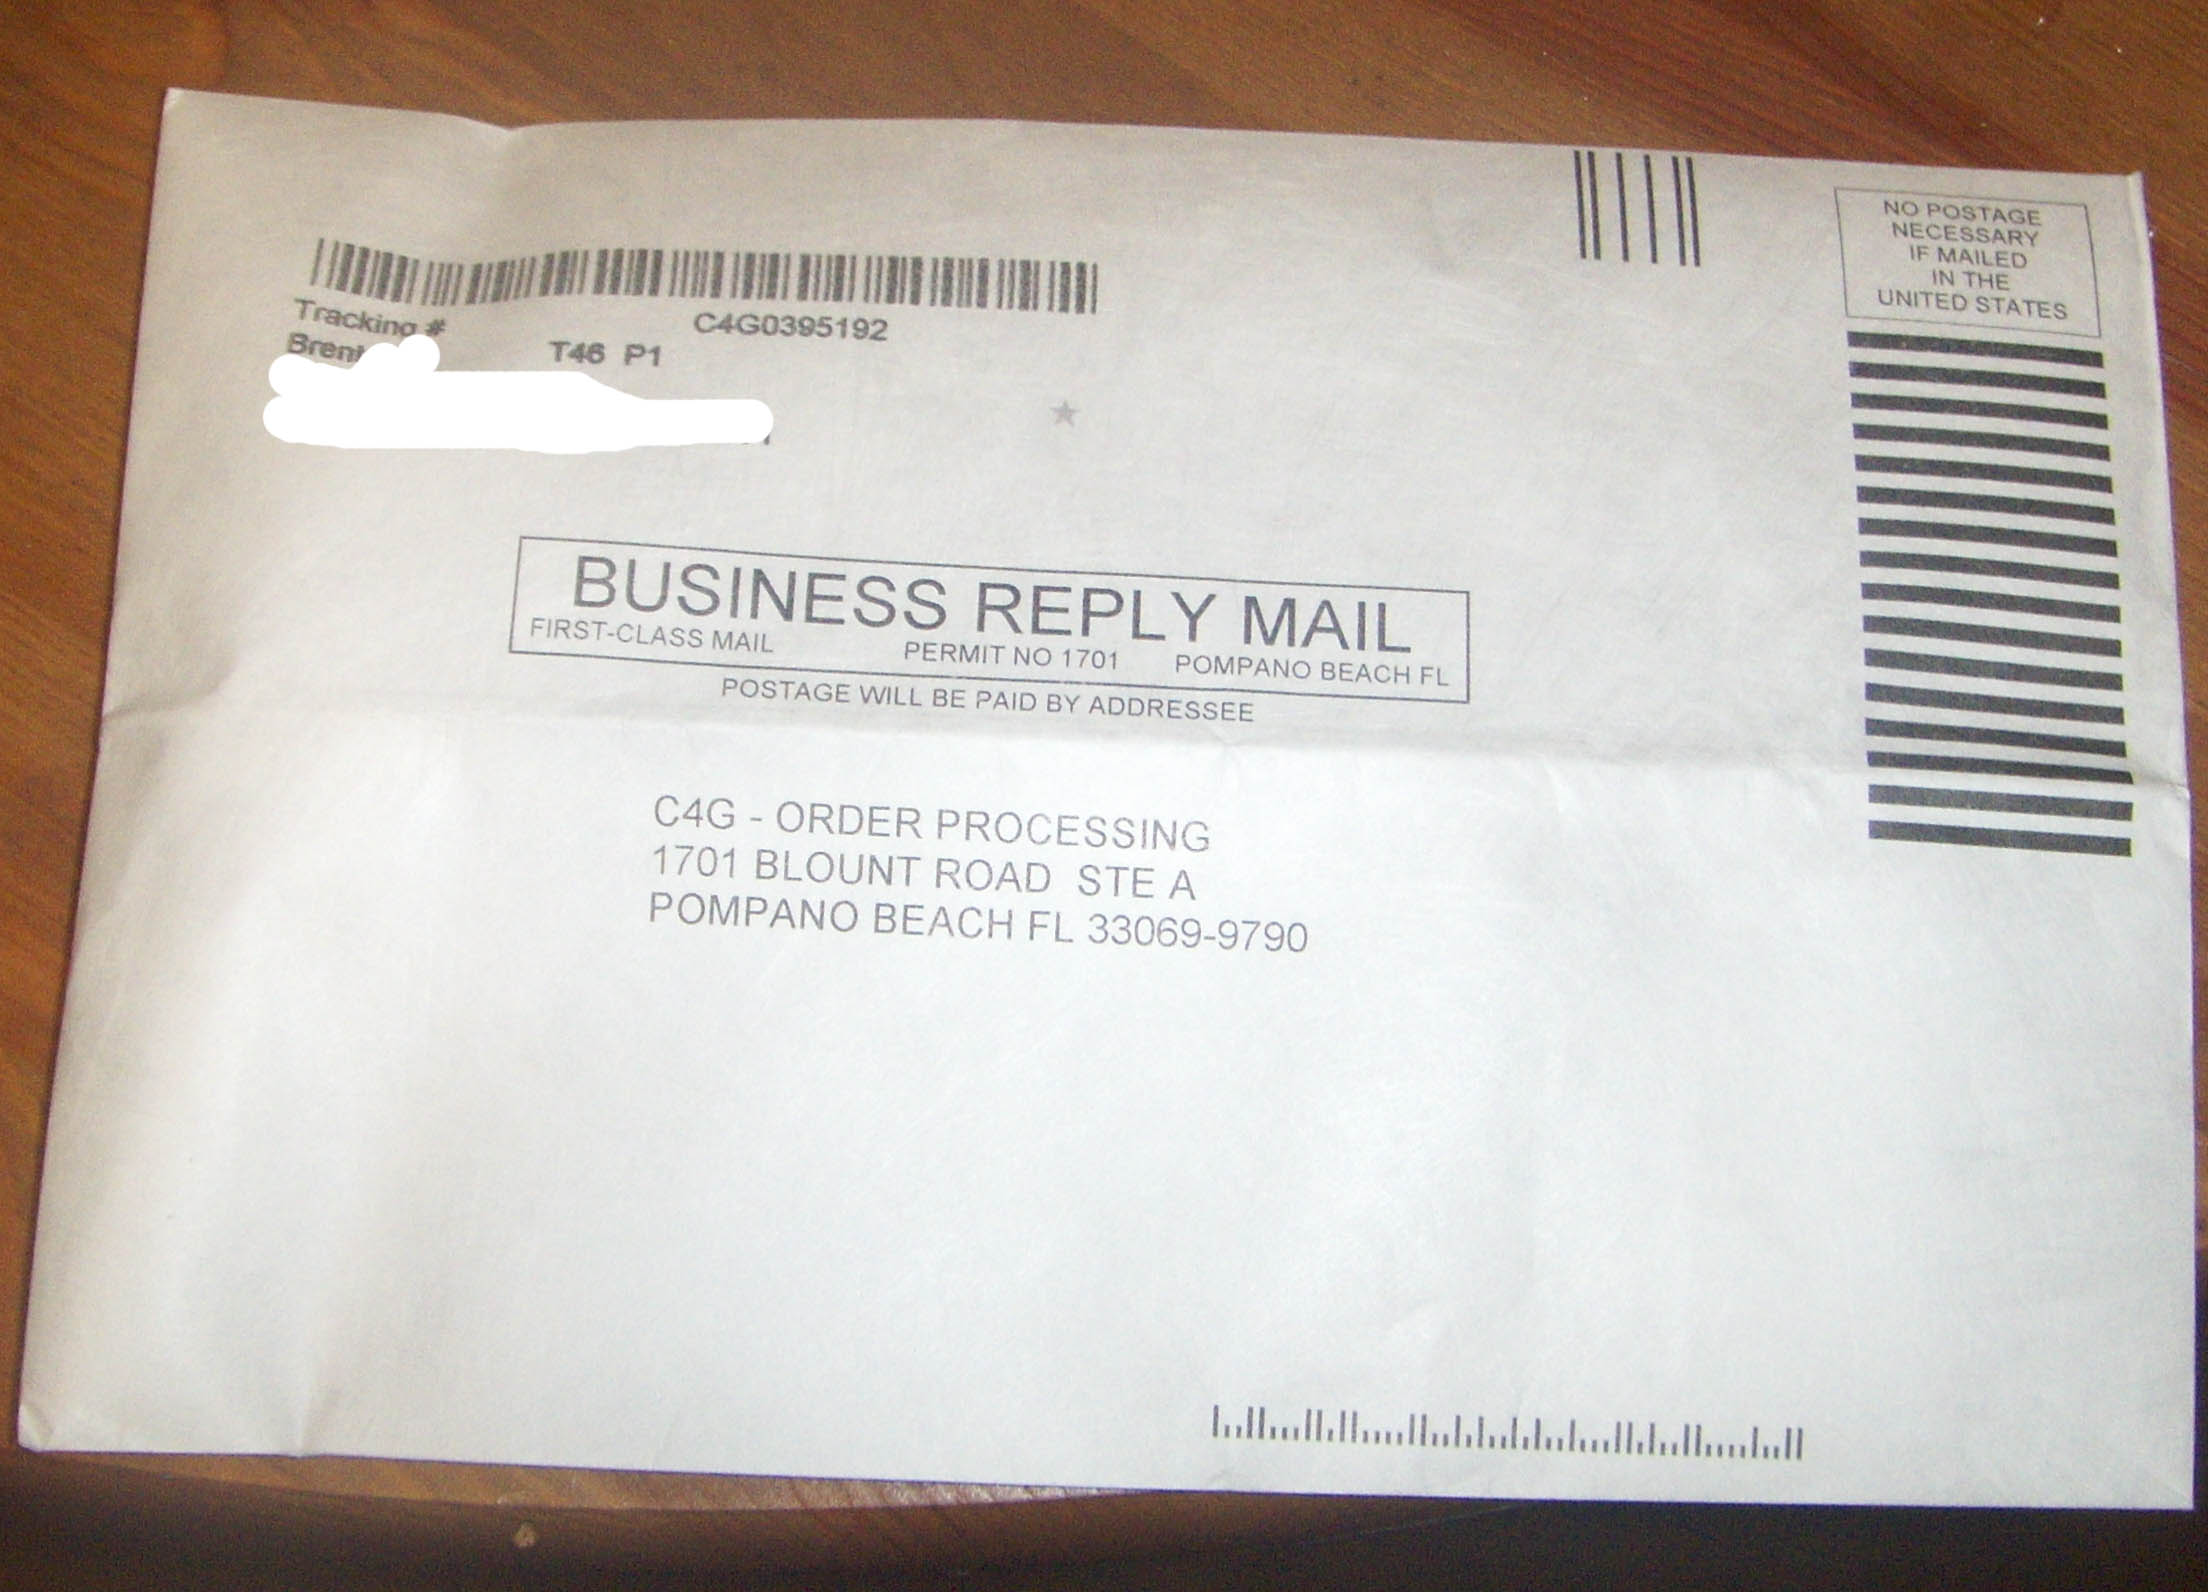 NO POSTAGE
NECESSARY
IF MAILED
IN THE
UNITED STATES
Tracking #
C4G0395192
Brent
T46 P1
BUSINESS REPLY MAIL
FIRST-CLASS MAIL PERMIT NO 1701 POMPANO BEACH FL
POSTAGE WILL BE PAID BY ADDRESSEE
C4G - ORDER PROCESSING
1701 BLOUNT ROAD STE A
POMPANO BEACH FL 33069-9790